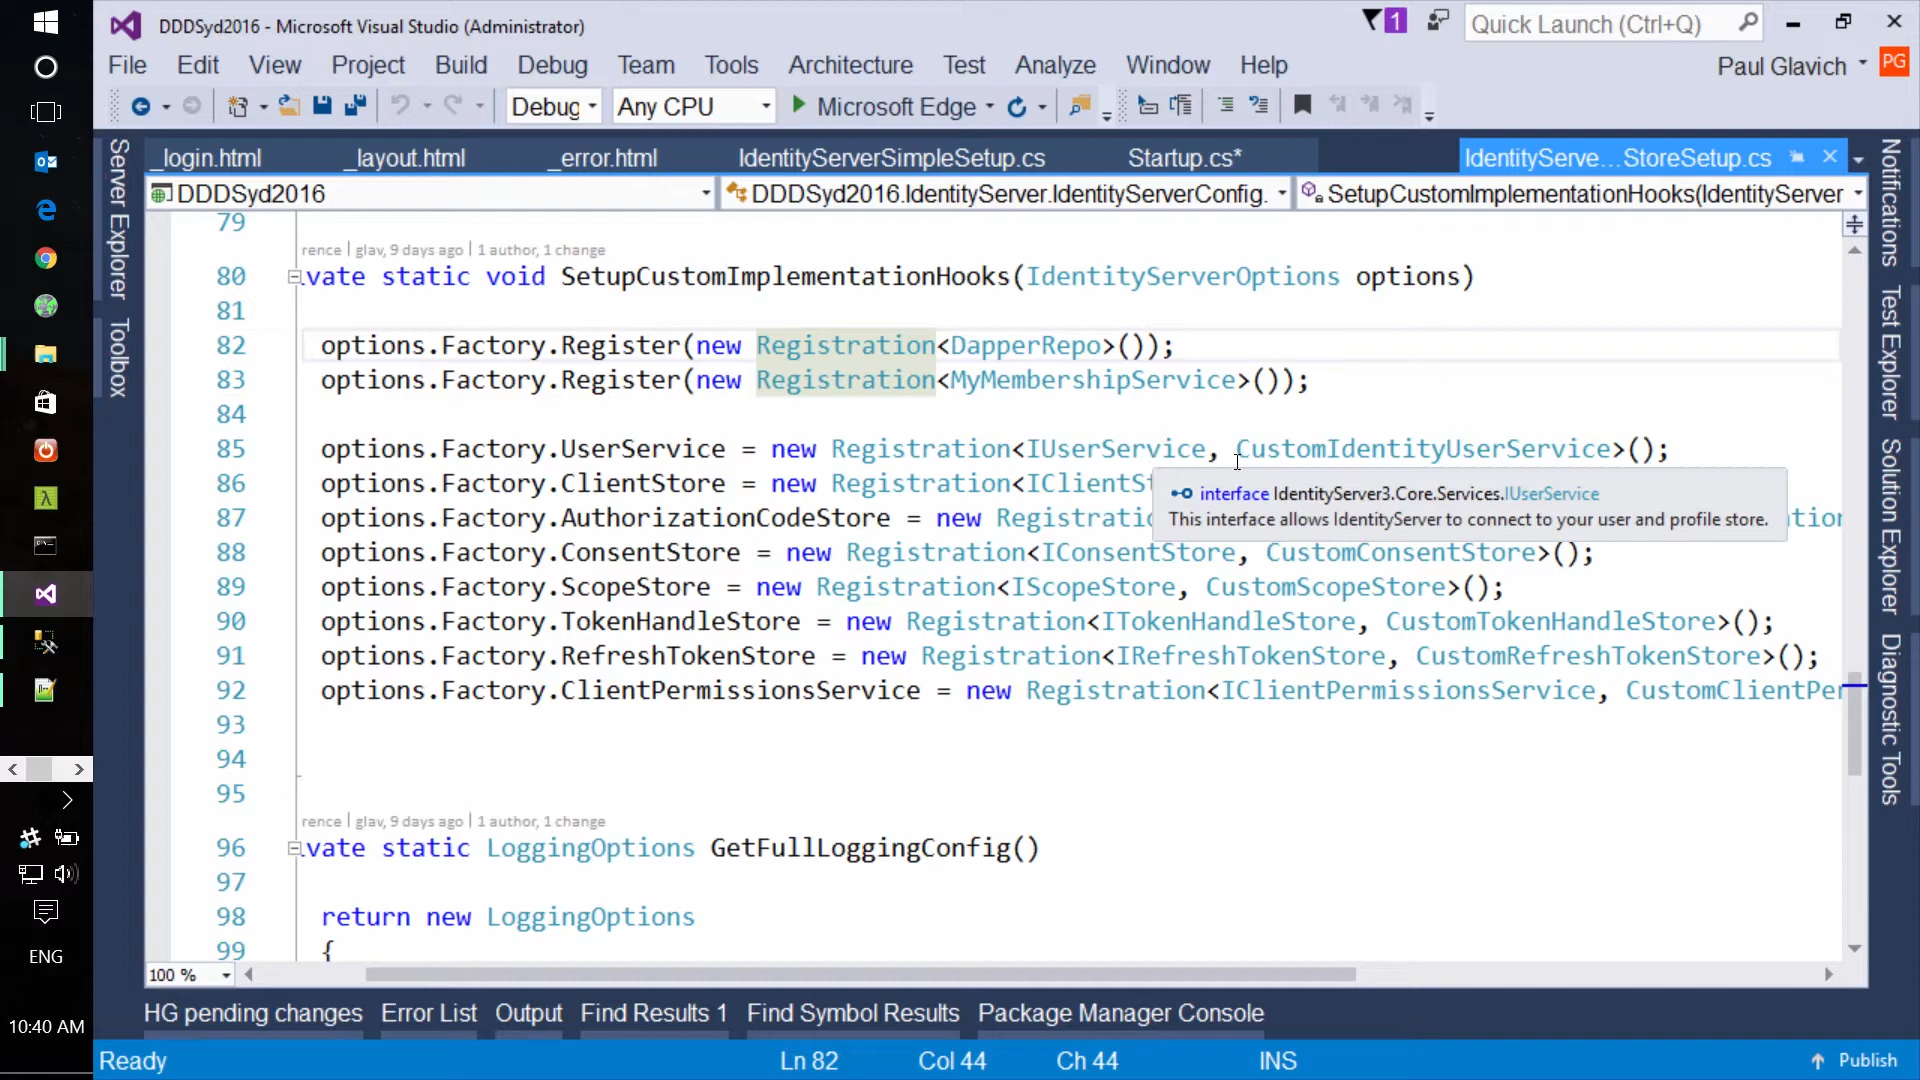 DDDSyd2016 - Microsoft Visual Studio (Administrator)
1
Quick Launch (Ctrl+Q)
File Edit View Project Build Debug Team Tools Architecture Test Analyze Window Help
Paul Glavich
PG
Debug Any CPU Microsoft Edge
_login.html _layout.html _error.html IdentityServerSimpleSetup.cs Startup.cs* IdentityServe...StoreSetup.cs
DDDSyd2016 DDDSyd2016.IdentityServer.IdentityServerConfig. SetupCustomImplementationHooks(IdentityServer
Server Explorer
Toolbox
79
rence | glav, 9 days ago | 1 author, 1 change
80 vate static void SetupCustomImplementationHooks(IdentityServerOptions options)
81
82 options.Factory.Register(new Registration<DapperRepo>());
83 options.Factory.Register(new Registration<MyMembershipService>());
84
85 options.Factory.UserService = new Registration<IUserService, CustomIdentityUserService>();
86 options.Factory.ClientStore = new Registration<IClientSt
interface IdentityServer3.Core.Services.IUserService
87 options.Factory.AuthorizationCodeStore = new Registratio
This interface allows IdentityServer to connect to your user and profile store.
tion
88 options.Factory.ConsentStore = new Registration<IConsentStore, CustomConsentStore>();
89 options.Factory.ScopeStore = new Registration<IScopeStore, CustomScopeStore>();
90 options.Factory.TokenHandleStore = new Registration<ITokenHandleStore, CustomTokenHandleStore>();
91 options.Factory.RefreshTokenStore = new Registration<IRefreshTokenStore, CustomRefreshTokenStore>();
92 options.Factory.ClientPermissionsService = new Registration<IClientPermissionsService, CustomClientPer
93
94
95
rence | glav, 9 days ago | 1 author, 1 change
96 vate static LoggingOptions GetFullLoggingConfig()
97
98 return new LoggingOptions
99 {
100 %
Notifications
Test Explorer
Solution Explorer
Diagnostic Tools
HG pending changes Error List Output Find Results 1 Find Symbol Results Package Manager Console
Ready Ln 82 Col 44 Ch 44 INS Publish
ENG
10:40 AM